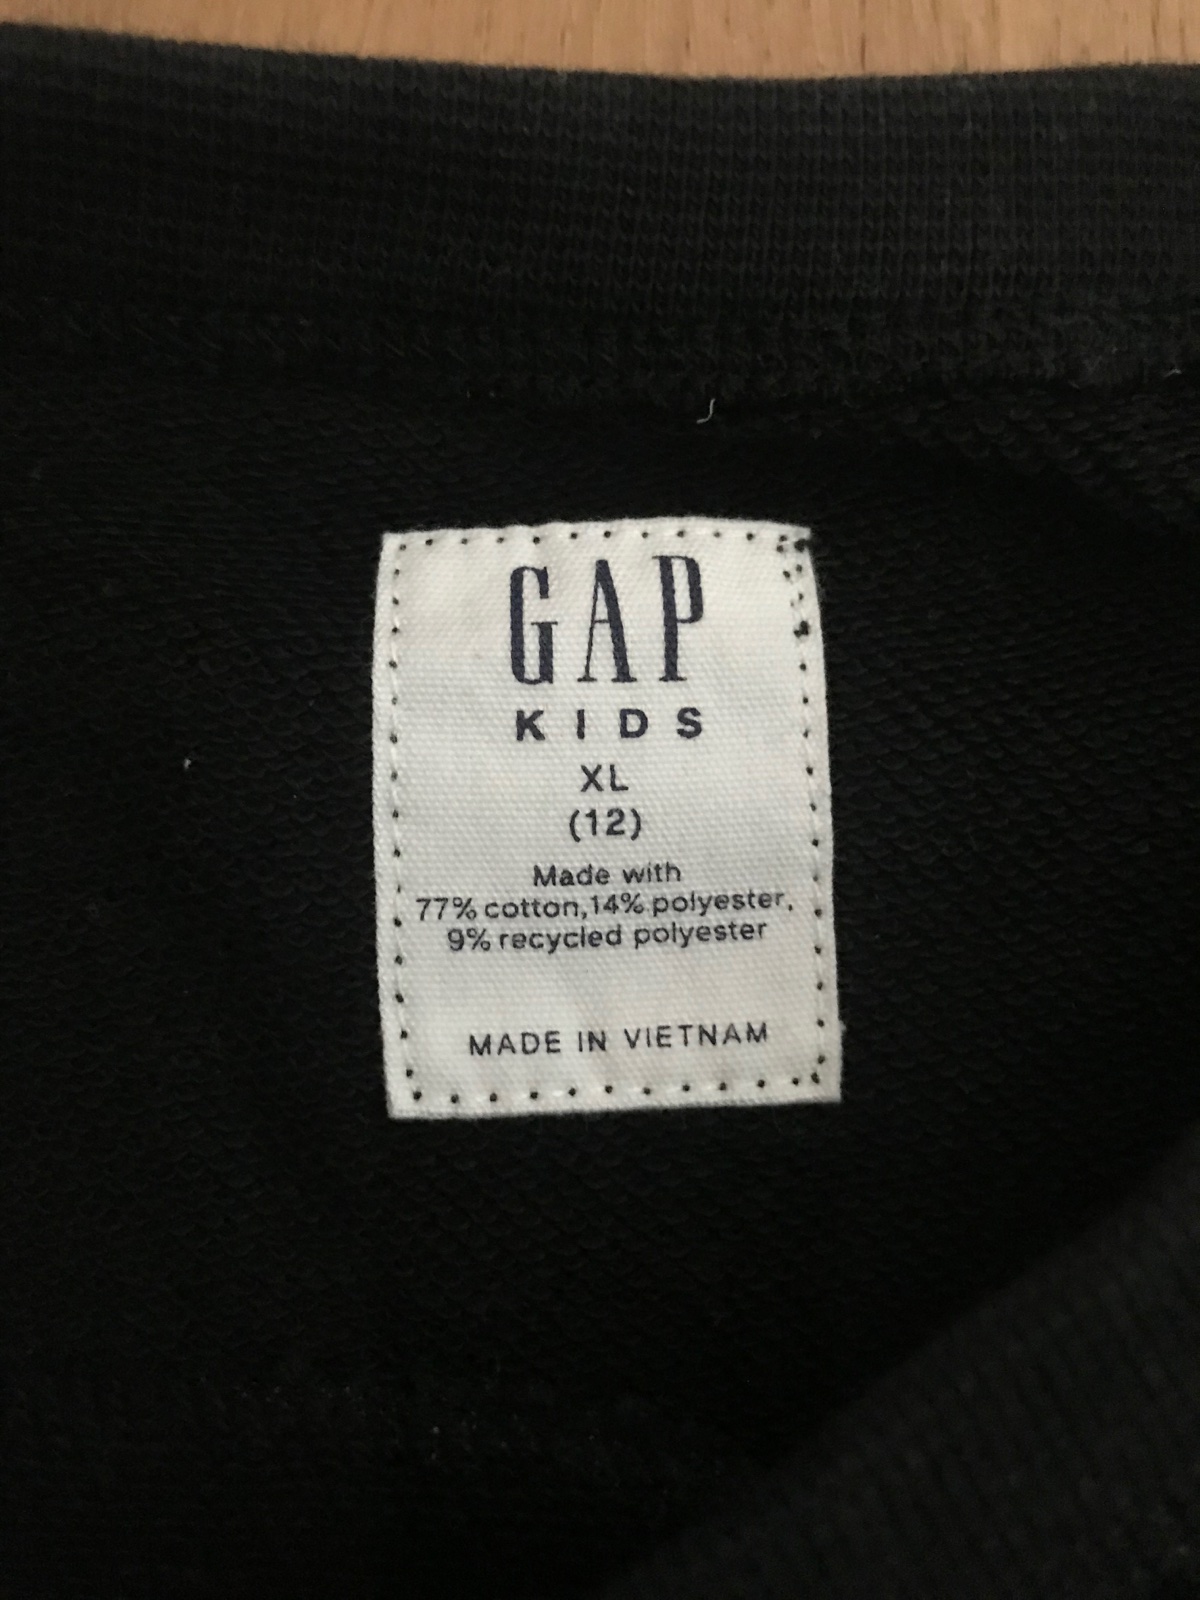 GAP
KIDS
XL
(12)
Made with
77% cotton,14% polyester,
9% recycled polyester
MADE IN VIETNAM